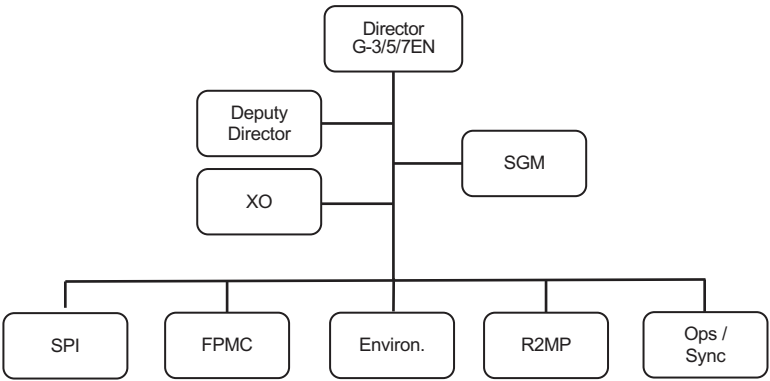 Director
G-3/5/7EN
Deputy
Director
SGM
XO
SPI
FPMC
Environ.
R2MP
Ops /
Sync